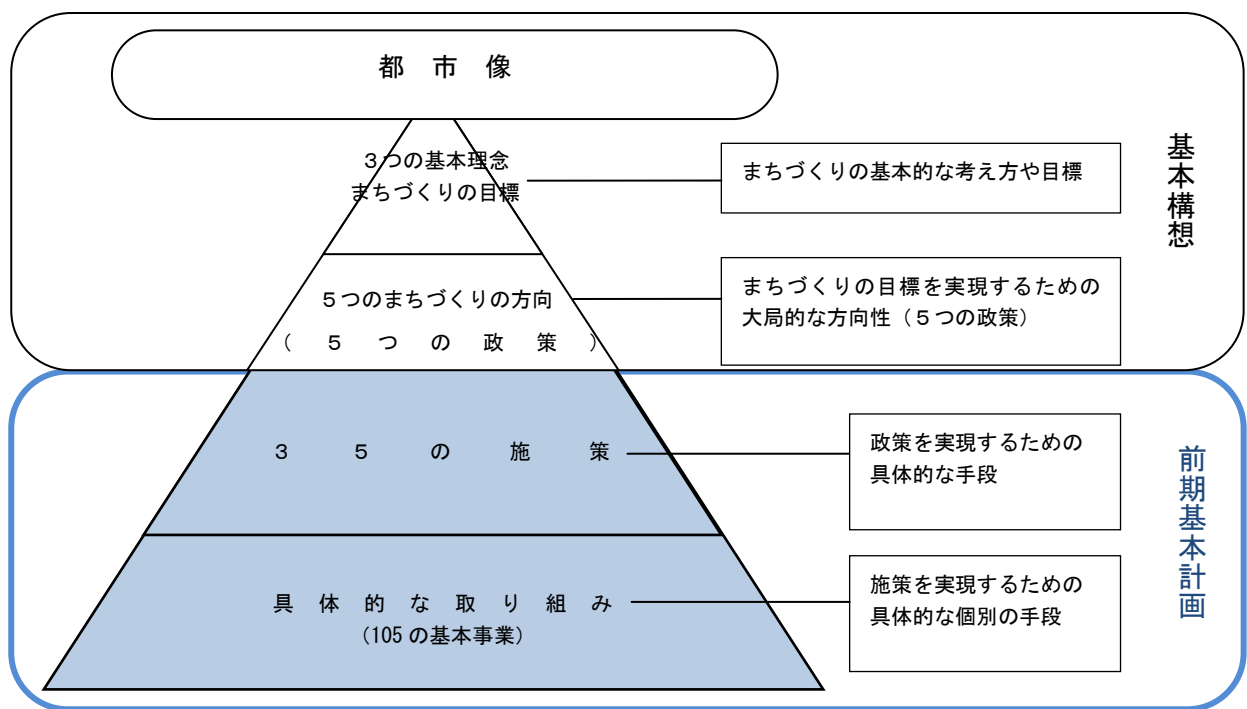 都市像
３つの基本理念
まちづくりの目標
まちづくりの基本的な考え方や目標
５つのまちづくりの方向
（５つの政策）
まちづくりの目標を実現するための
大局的な方向性（５つの政策）
基本構想
３５の施策
政策を実現するための
具体的な手段
具体的な取り組み
（105の基本事業）
施策を実現するための
具体的な個別の手段
前期基本計画